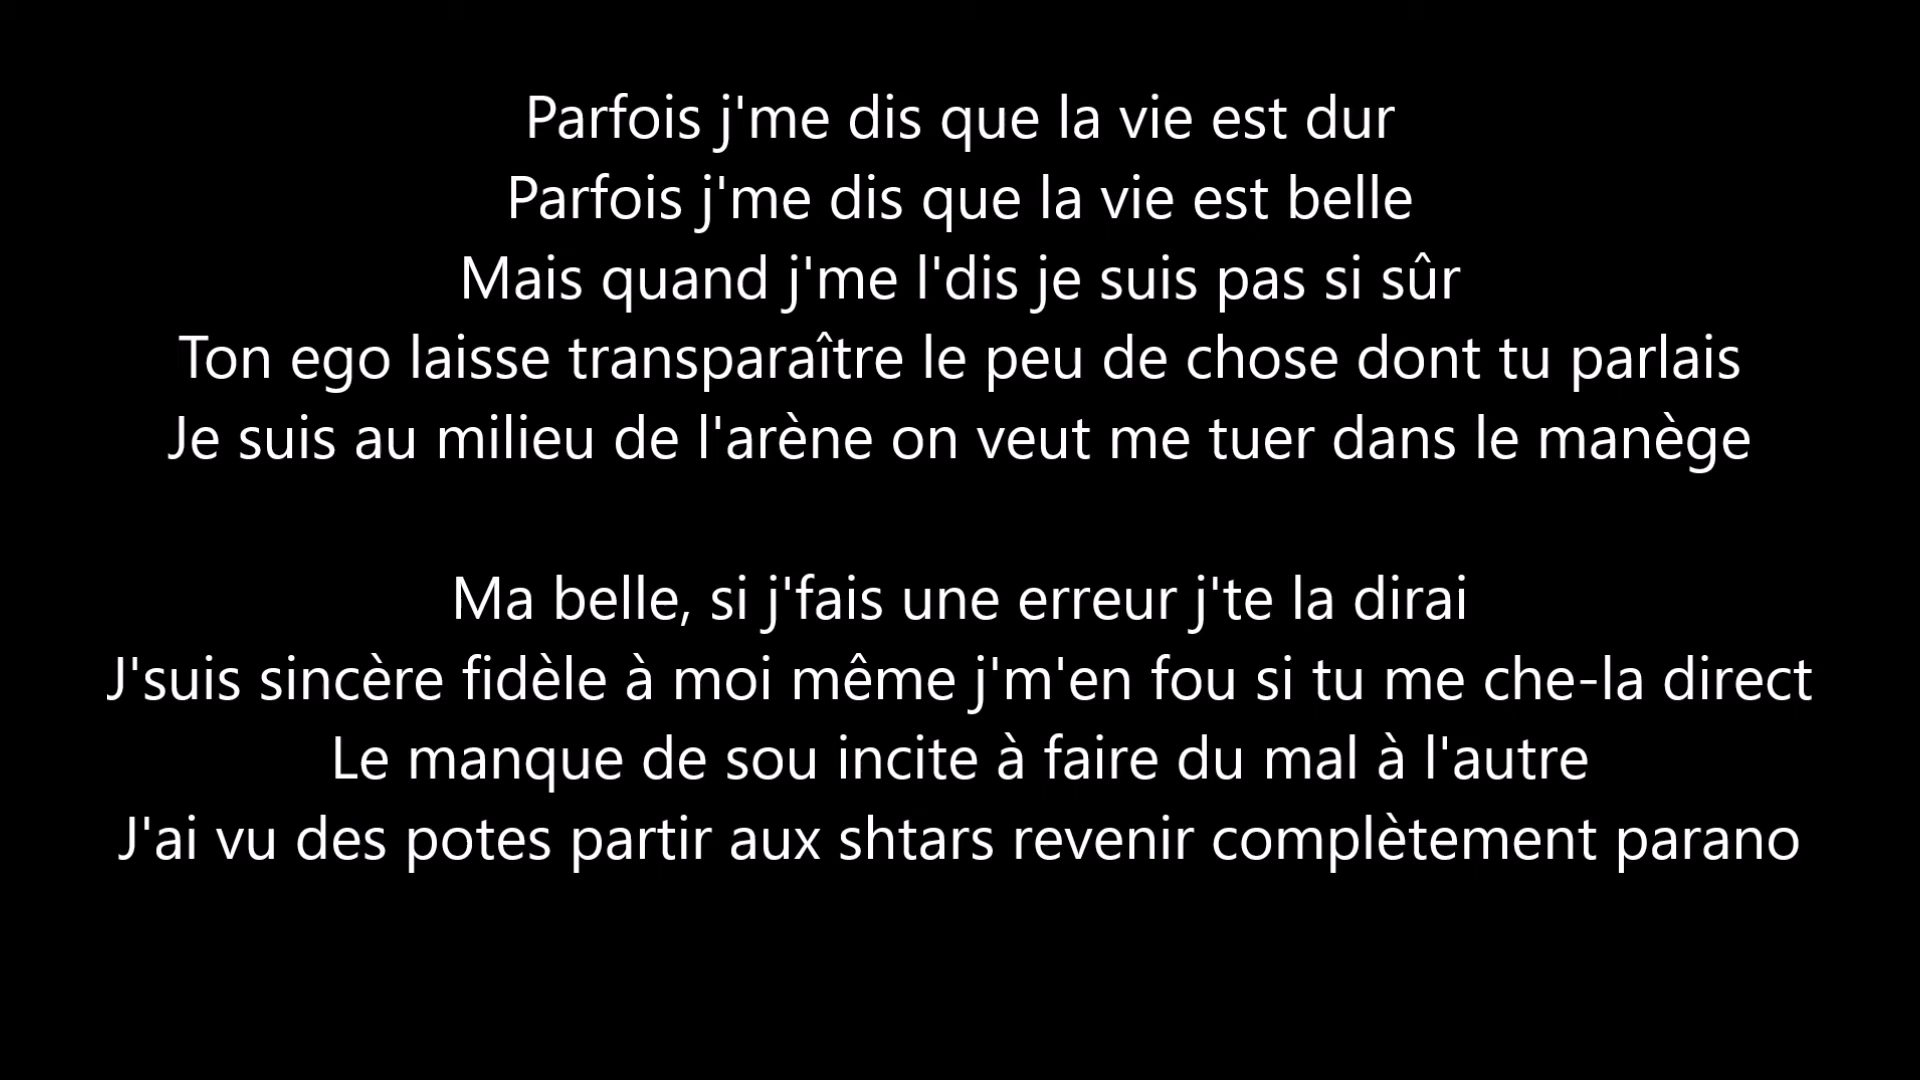 Parfois j'me dis que la vie est dur
Parfois j'me dis que la vie est belle
Mais quand j'me l'dis je suis pas si sûr
Ton ego laisse transparaître le peu de chose dont tu parlais
Je suis au milieu de l'arène on veut me tuer dans le manège
Ma belle, si j'fais une erreur j'te la dirai
J'suis sincère fidèle à moi même j'm'en fou si tu me che-la direct
Le manque de sou incite à faire du mal à l'autre
J'ai vu des potes partir aux shtars revenir complètement parano